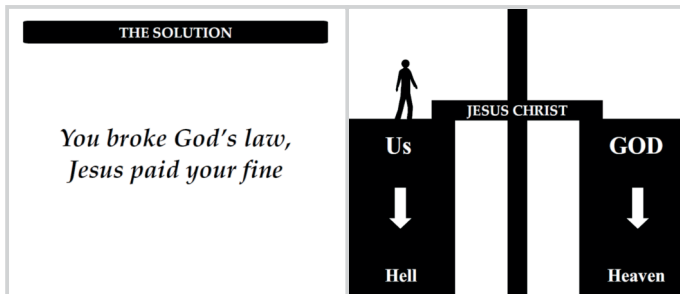 THE SOLUTION
You broke God's law,
Jesus paid your fine
JESUS CHRIST
Us
GOD
Hell
Heaven